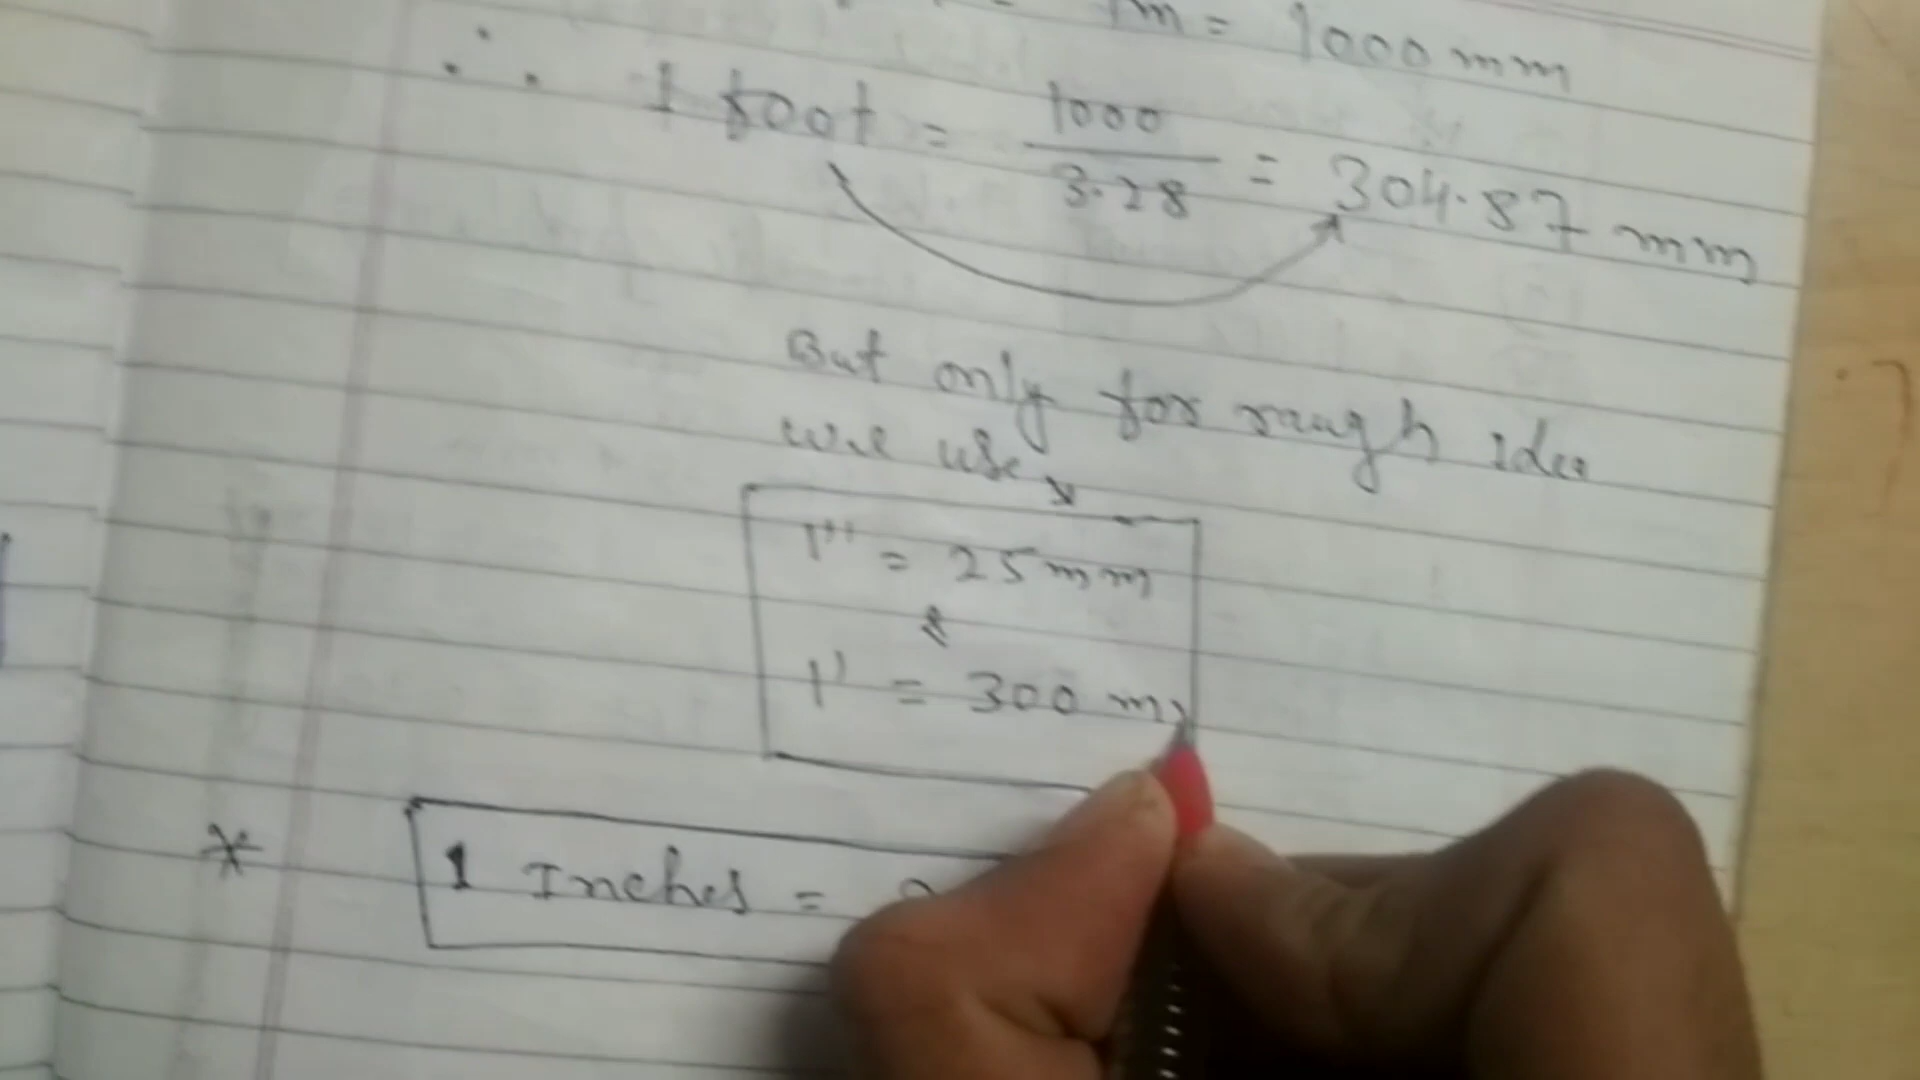 1m = 1000 mm
∴ 1 foot = 1000/3.28 = 304.87 mm
But only for rough idea
we use
1" = 25 mm
&
1' = 300 m
* 1 Inches =